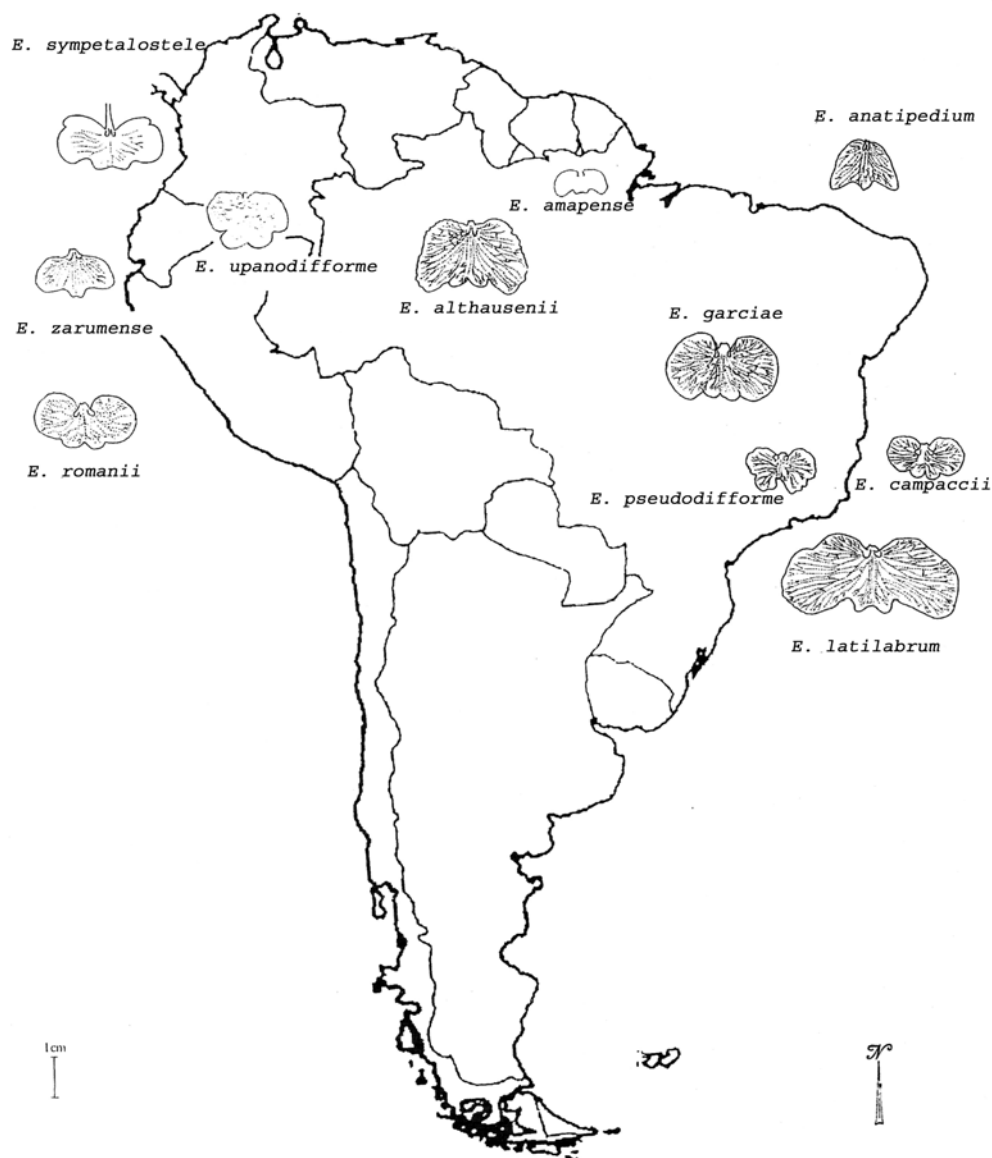 E. sympetalostele
E. anatipedium
E. amapense
E. upanodifforme
E. althausenii
E. garciae
E. zarumense
E. romanii
E. pseudodifforme
E. campaccii
E. latilabrum
1cm
N